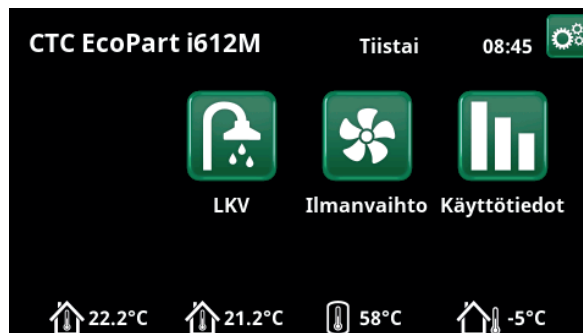 CTC EcoPart i612M Tiistai 08:45
LKV Ilmanvaihto Käyttötiedot
22.2°C 21.2°C 58°C -5°C